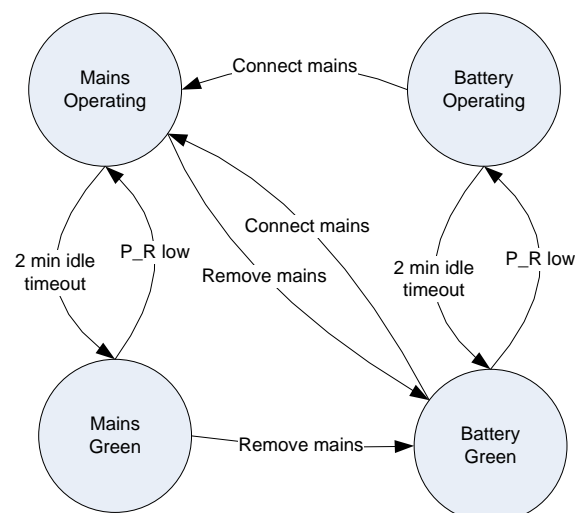 Mains
Operating
Connect mains
Battery
Operating
2 min idle
timeout
P_R low
Connect mains
Remove mains
2 min idle
timeout
P_R low
Mains
Green
Remove mains
Battery
Green